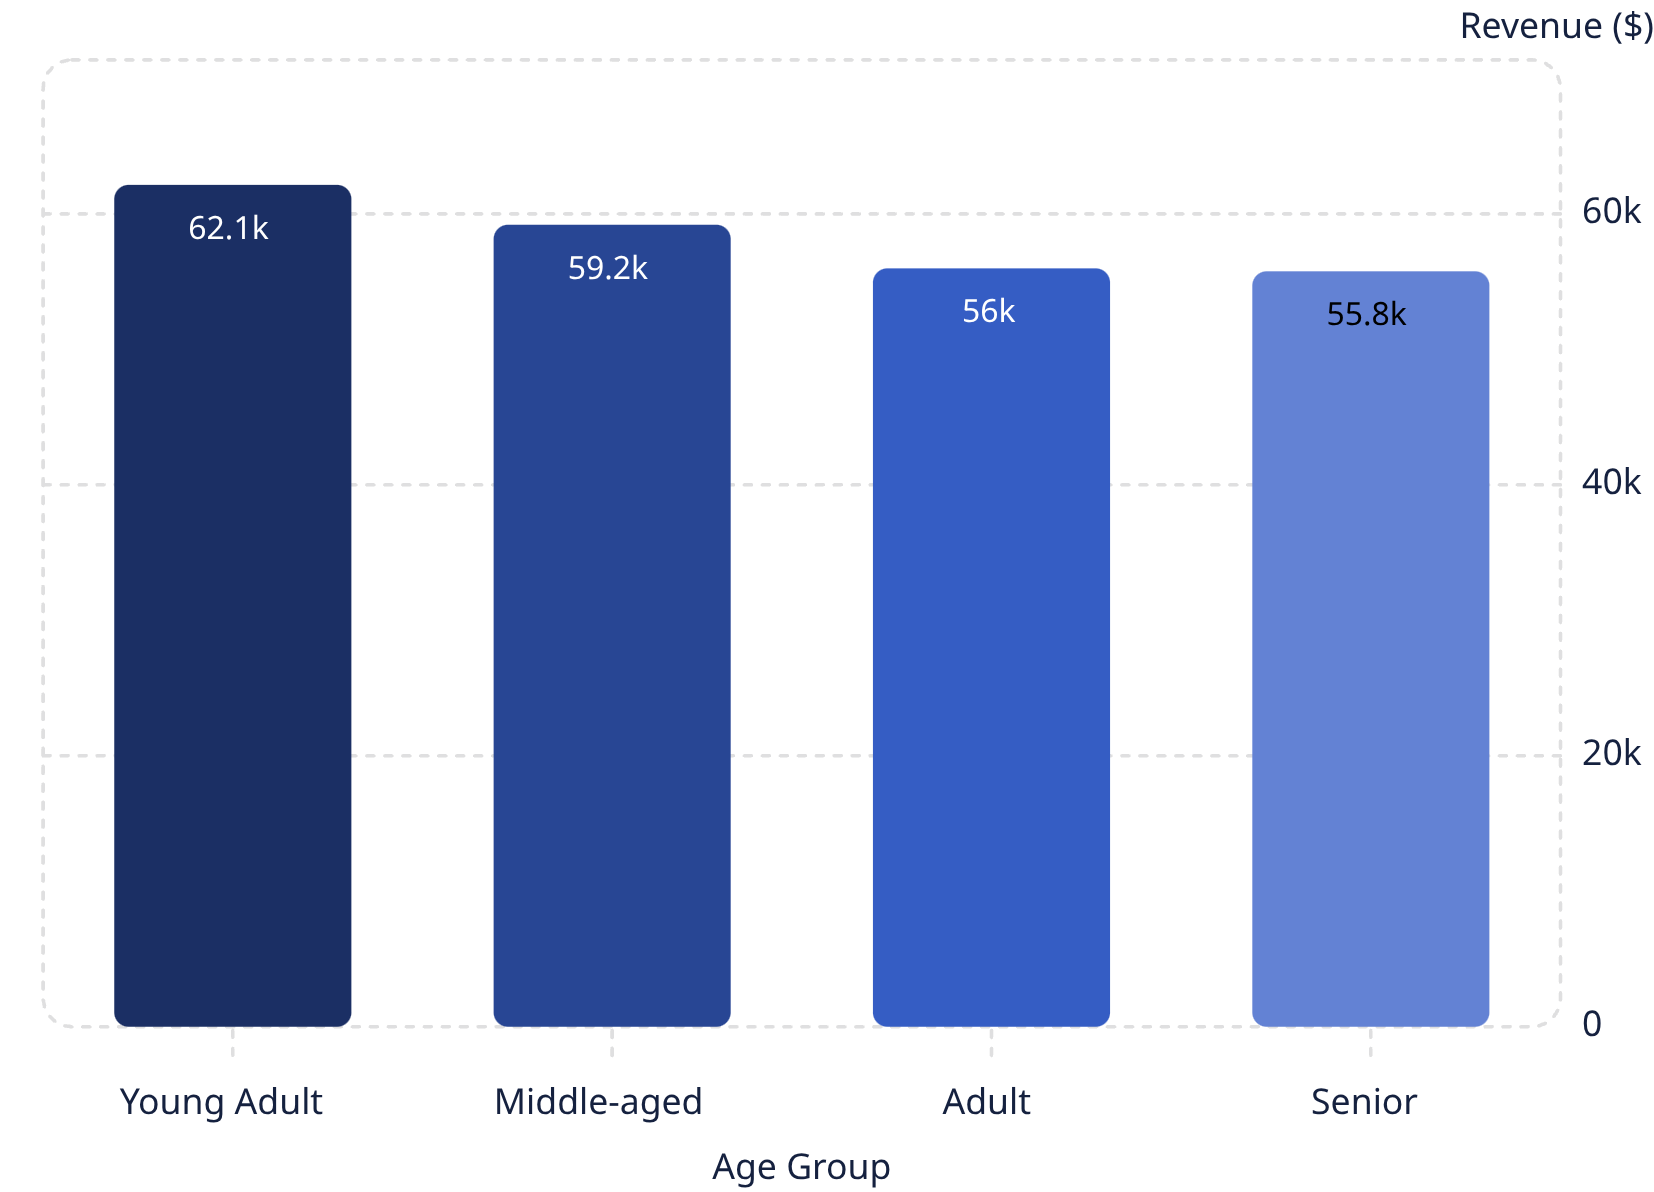 Revenue ($)
62.1k
59.2k
56k
55.8k
60k
40k
20k
0
Young Adult
Middle-aged
Adult
Senior
Age Group